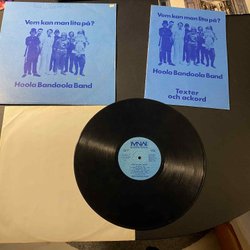 Vem kan man lita på?
Hoola Bandoola Band
Vem kan man lita på?
Hoola Bandoola Band
Texter
och ackord
MNW